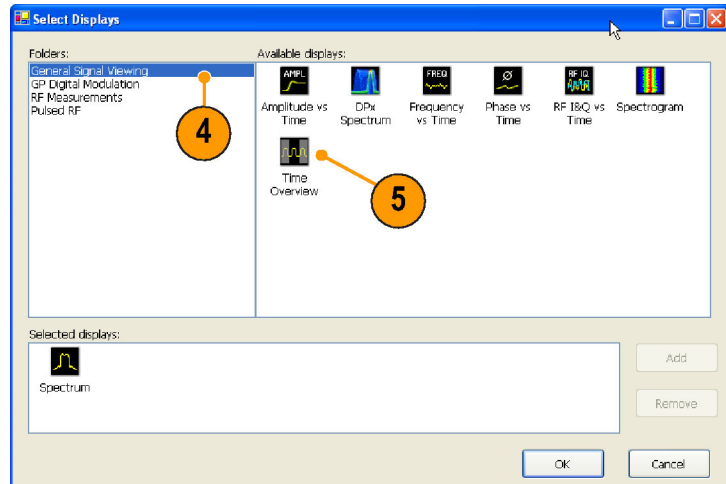 Select Displays
Folders:
General Signal Viewing
GP Digital Modulation
RF Measurements
Pulsed RF
4
Available displays:
AMPL
FREQ
Ø
RF IQ
Amplitude vs
Time
DPx
Spectrum
Frequency
vs Time
Phase vs
Time
RF I&Q vs
Time
Spectrogram
Time
Overview
5
Selected displays:
Spectrum
Add
Remove
OK
Cancel